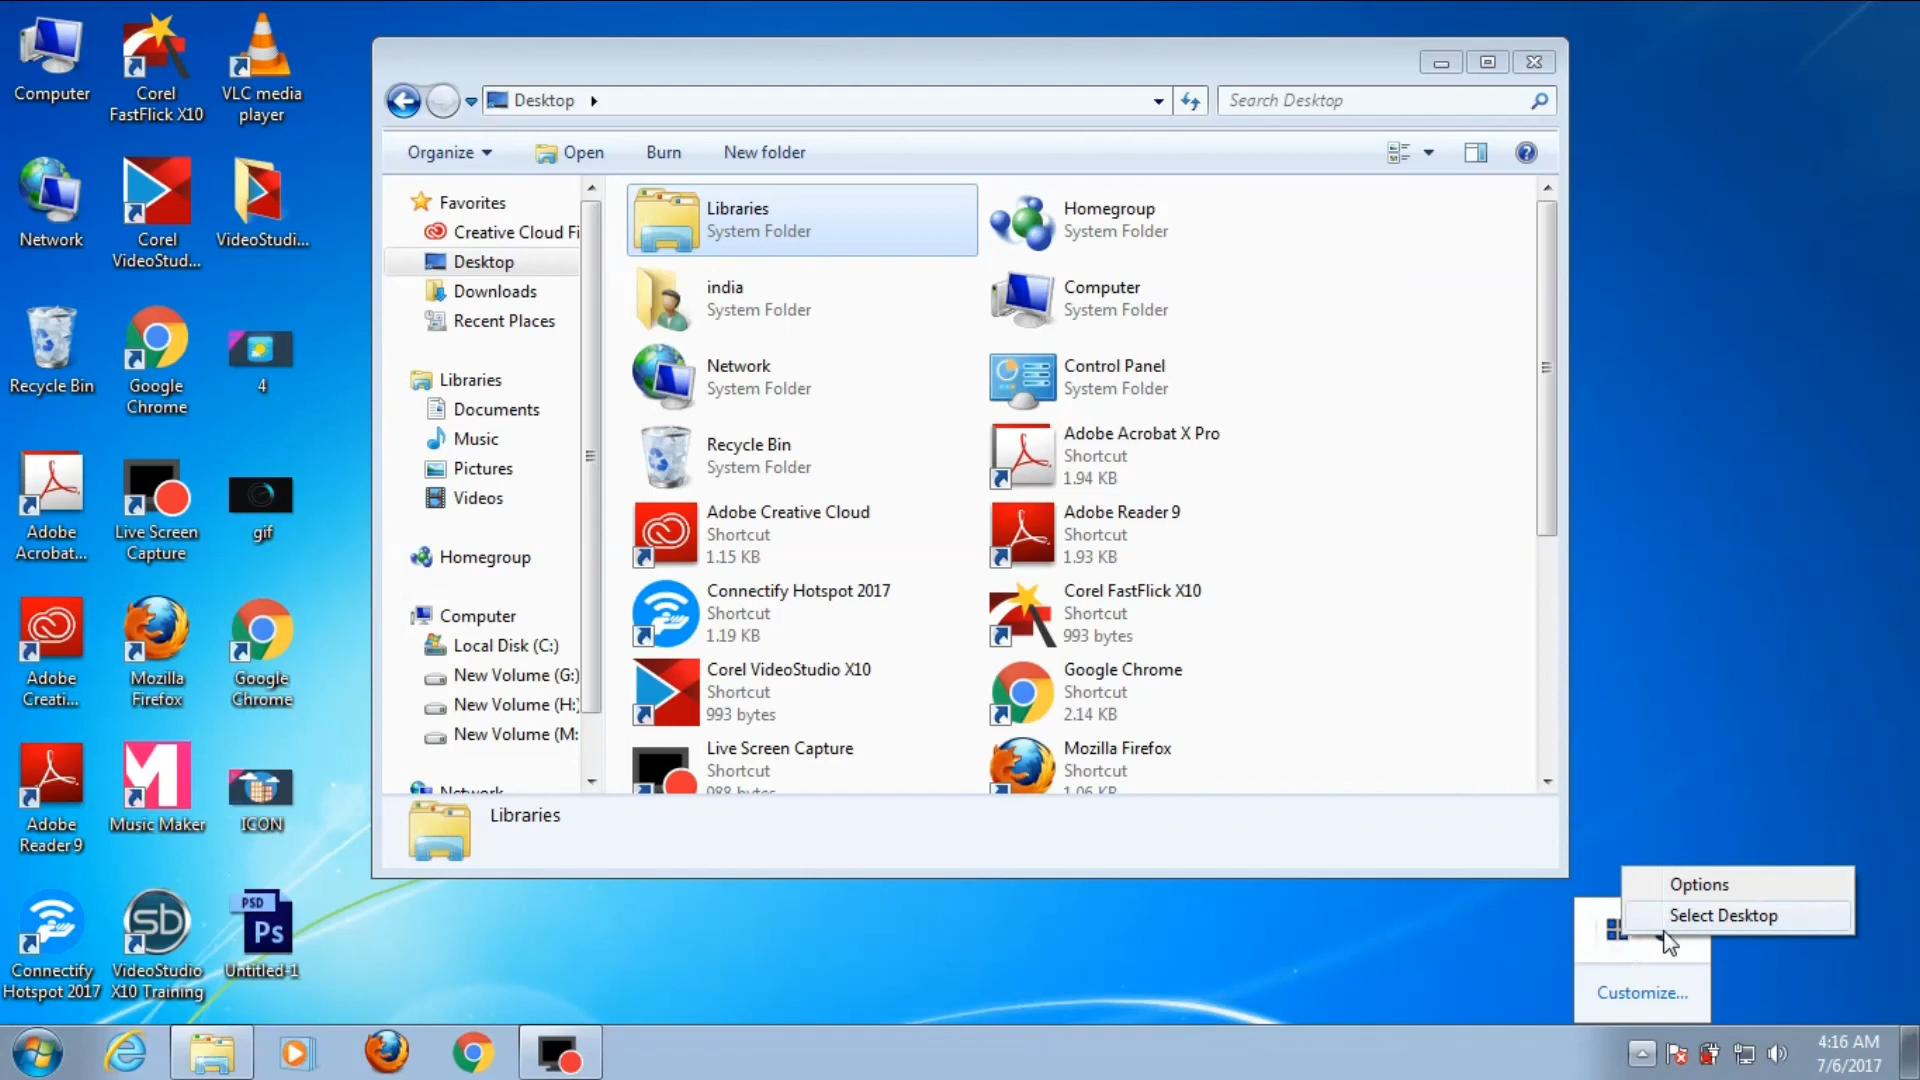 Computer
Corel
FastFlick X10
VLC media
player
Network
Corel
VideoStud...
VideoStudi...
Recycle Bin
Google
Chrome
4
Adobe
Acrobat...
Live Screen
Capture
gif
Adobe
Creati...
Mozilla
Firefox
Google
Chrome
Adobe
Reader 9
Music Maker
ICON
Connectify
Hotspot 2017
sb
VideoStudio
X10 Training
PSD
Ps
Untitled-1
Desktop
Search Desktop
Organize
Open
Burn
New folder
Favorites
Creative Cloud Fi
Desktop
Downloads
Recent Places
Libraries
Documents
Music
Pictures
Videos
Homegroup
Computer
Local Disk (C:)
New Volume (G:)
New Volume (H:)
New Volume (M:
Network
Libraries
System Folder
Homegroup
System Folder
india
System Folder
Computer
System Folder
Network
System Folder
Control Panel
System Folder
Recycle Bin
System Folder
Adobe Acrobat X Pro
Shortcut
1.94 KB
Adobe Creative Cloud
Shortcut
1.15 KB
Adobe Reader 9
Shortcut
1.93 KB
Connectify Hotspot 2017
Shortcut
1.19 KB
Corel FastFlick X10
Shortcut
993 bytes
Corel VideoStudio X10
Shortcut
993 bytes
Google Chrome
Shortcut
2.14 KB
Live Screen Capture
Shortcut
988 bytes
Mozilla Firefox
Shortcut
1.06 KB
Libraries
Options
Select Desktop
Customize...
4:16 AM
7/6/2017